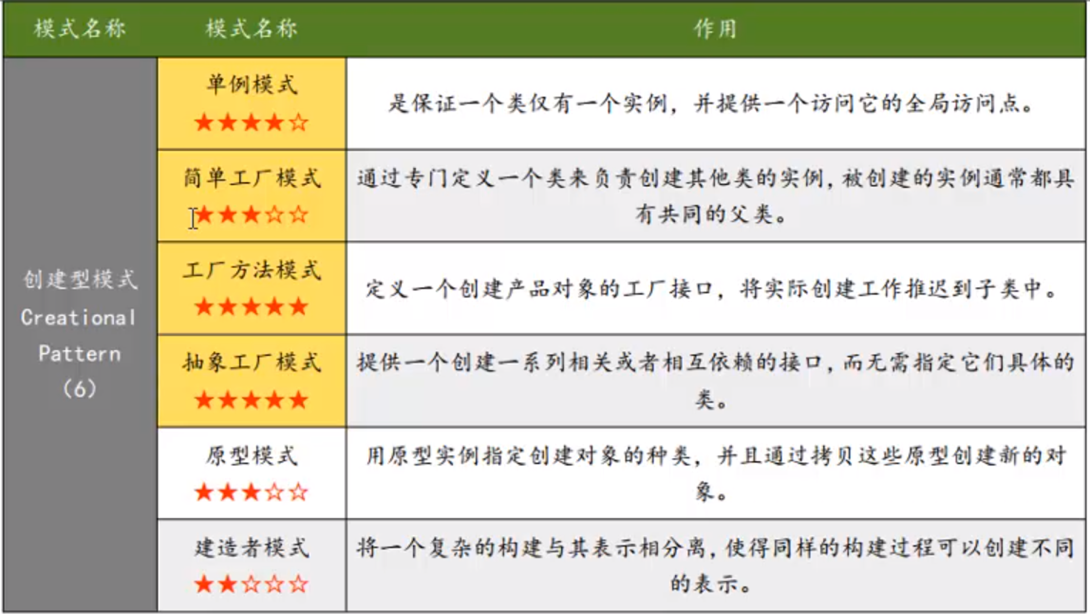 模式名称 模式名称 作用
创建型模式
Creational
Pattern
（6）
单例模式
★★★★☆
是保证一个类仅有一个实例，并提供一个访问它的全局访问点。
简单工厂模式
★★★☆☆
通过专门定义一个类来负责创建其他类的实例，被创建的实例通常都具
有共同的父类。
工厂方法模式
★★★★★
定义一个创建产品对象的工厂接口，将实际创建工作推迟到子类中。
抽象工厂模式
★★★★★
提供一个创建一系列相关或者相互依赖的接口，而无需指定它们具体的
类。
原型模式
★★★☆☆
用原型实例指定创建对象的种类，并且通过拷贝这些原型创建新的对
象。
建造者模式
★★☆☆☆
将一个复杂的构建与其表示相分离，使得同样的构建过程可以创建不同
的表示。